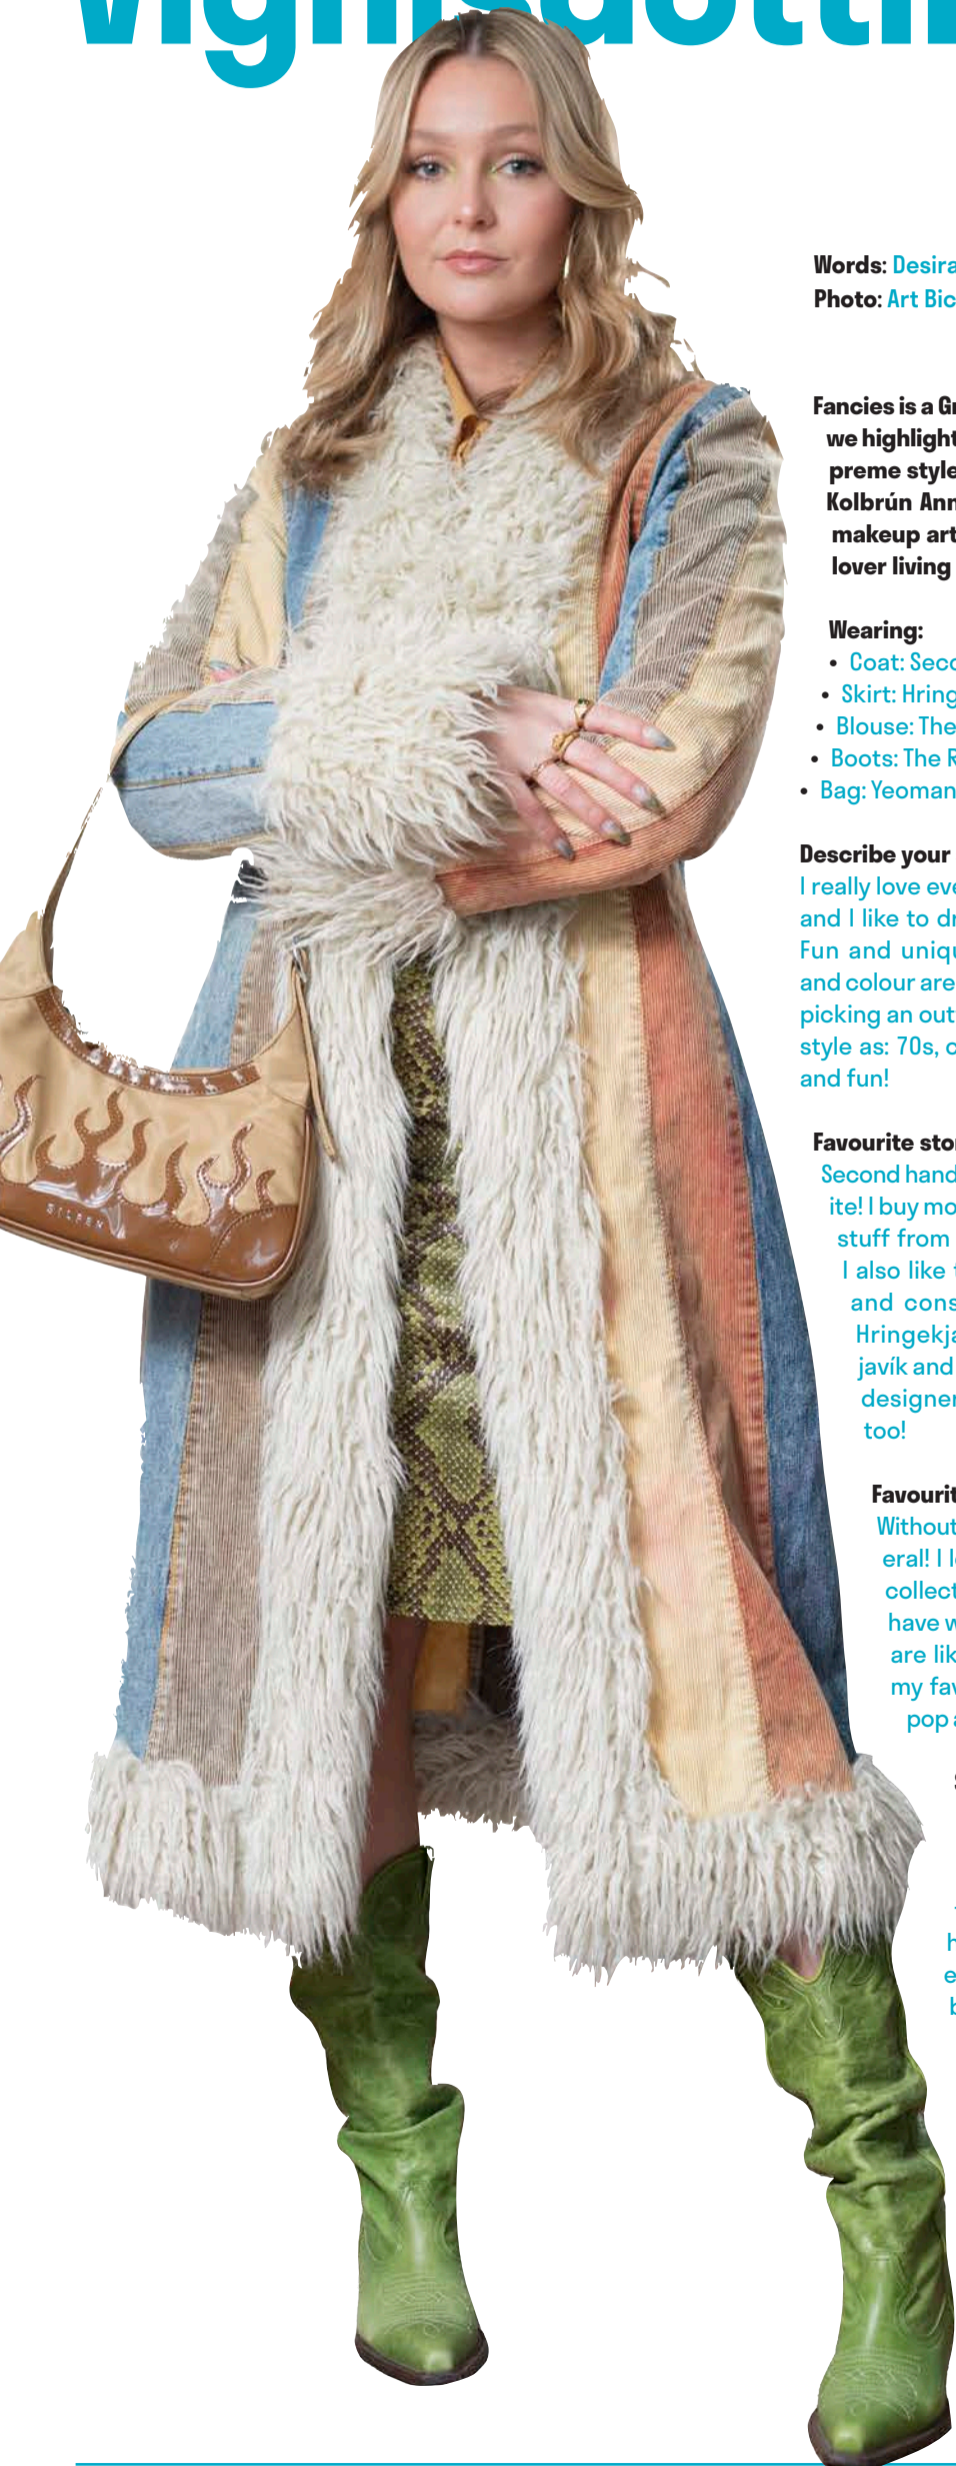 Words: Desira
Photo: Art Bic
Fancies is a Gr
we highlight
preme style
Kolbrún Ann
makeup art
lover living
Wearing:
• Coat: Seco
• Skirt: Hring
• Blouse: The
• Boots: The R
• Bag: Yeoman
Describe your
I really love eve
and I like to dr
Fun and uniqu
and colour are
picking an out
style as: 70s, c
and fun!
Favourite stor
Second hand
ite! I buy mo
stuff from
I also like t
and cons
Hringekja
javík and
designer
too!
Favourit
Without
eral! I l
collect
have w
are lik
my fav
pop a
h
e
b